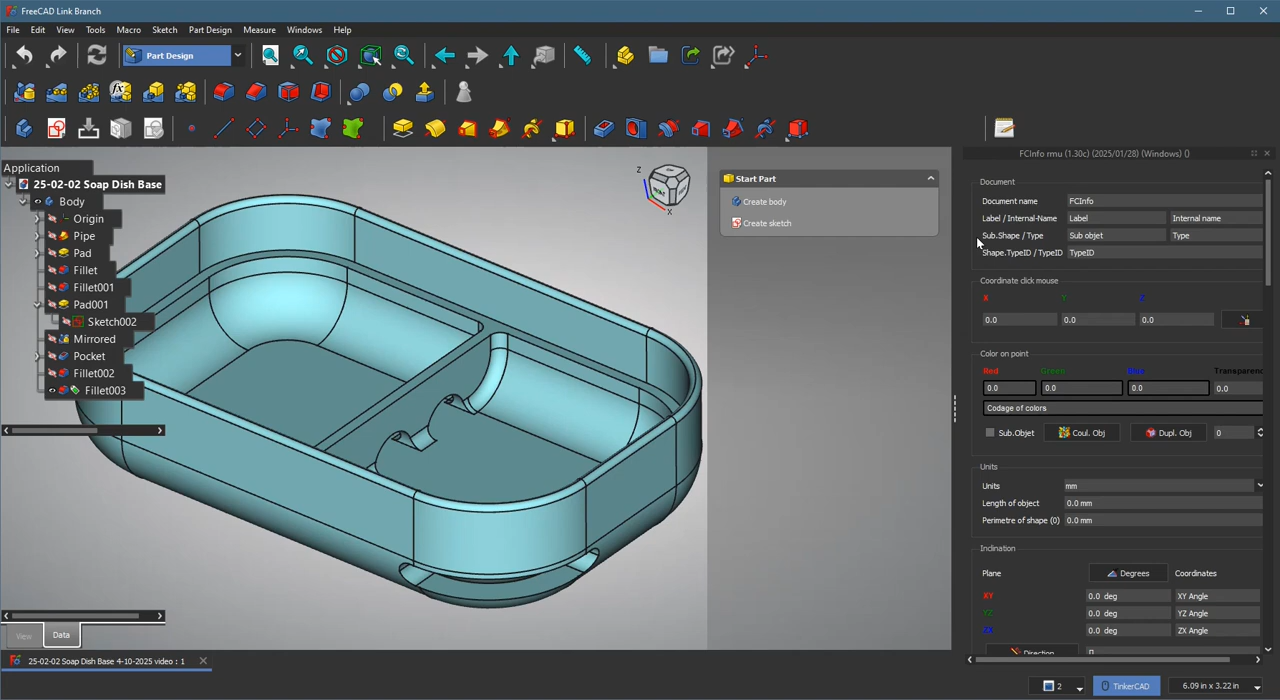 FreeCAD Link Branch
File Edit View Tools Macro Sketch Part Design Measure Windows Help
Part Design
fx
FCInfo rmu (1.30c) (2025/01/28) (Windows) ()
Application
25-02-02 Soap Dish Base
Body
Origin
Pipe
Pad
Fillet
Fillet001
Pad001
Sketch002
Mirrored
Pocket
Fillet002
Fillet003
View Data
Z
X
Start Part
Create body
Create sketch
Document
Document name FCInfo
Label / Internal-Name Label Internal name
Sub.Shape / Type Sub objet Type
Shape.TypeID / TypeID TypeID
Coordinate click mouse
X Y Z
0.0 0.0 0.0
Color on point
Red Green Blue Transparenc
0.0 0.0 0.0 0.0
Codage of colors
Sub.Objet Coul. Obj Dupl. Obj 0
Units
Units mm
Length of object 0.0 mm
Perimetre of shape (0) 0.0 mm
Inclination
Plane Degrees Coordinates
XY 0.0 deg XY Angle
YZ 0.0 deg YZ Angle
ZX 0.0 deg ZX Angle
Direction
25-02-02 Soap Dish Base 4-10-2025 video : 1
2 TinkerCAD 6.09 in x 3.22 in